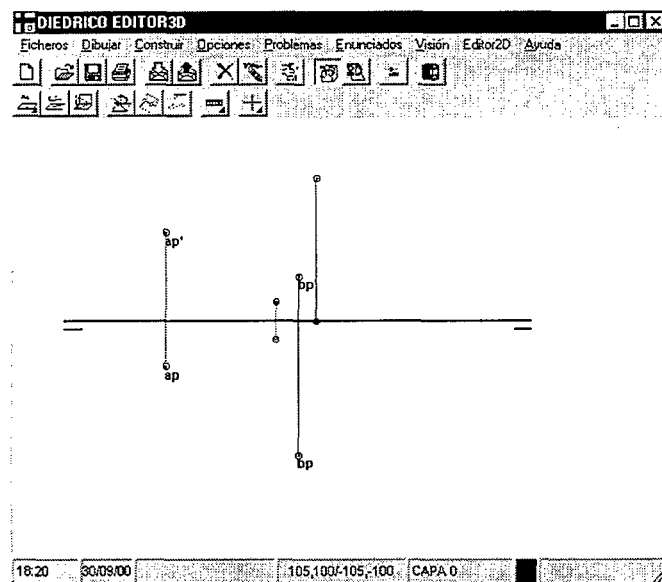 DIEDRICO EDITOR3D
Ficheros Dibujar Construir Opciones Problemas Enunciados Visión Editor2D Ayuda
ap'
bp
ap
bp
18:20 30/09/00 105,100/-105,-100 CAPA 0